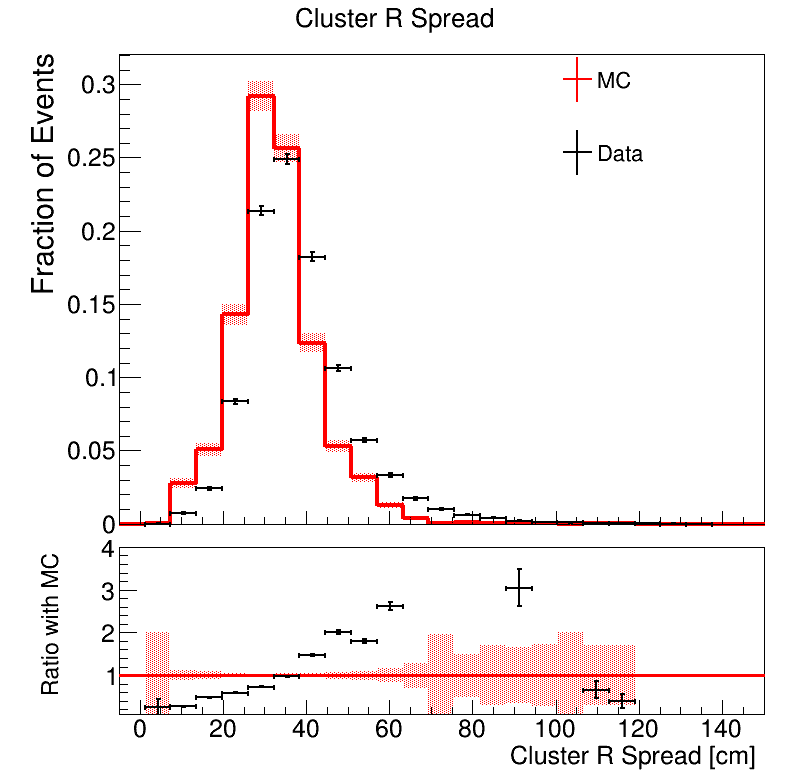 Cluster R Spread
Fraction of Events
0.3
0.25
0.2
0.15
0.1
0.05
0
MC
Data
Ratio with MC
4
3
2
1
0 20 40 60 80 100 120 140
Cluster R Spread [cm]